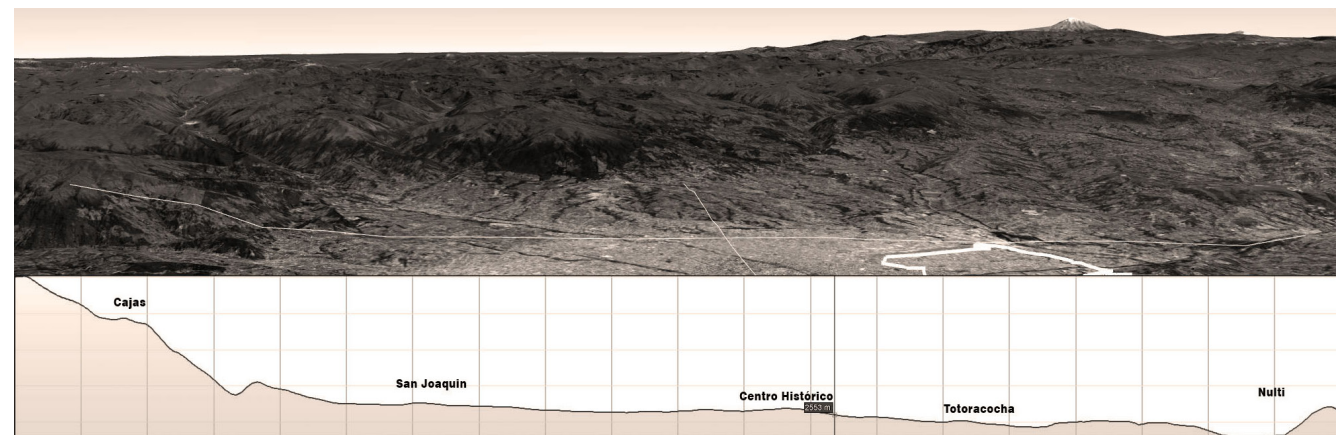 Cajas
San Joaquin
Centro Histórico
2553 m
Totoracocha
Nulti